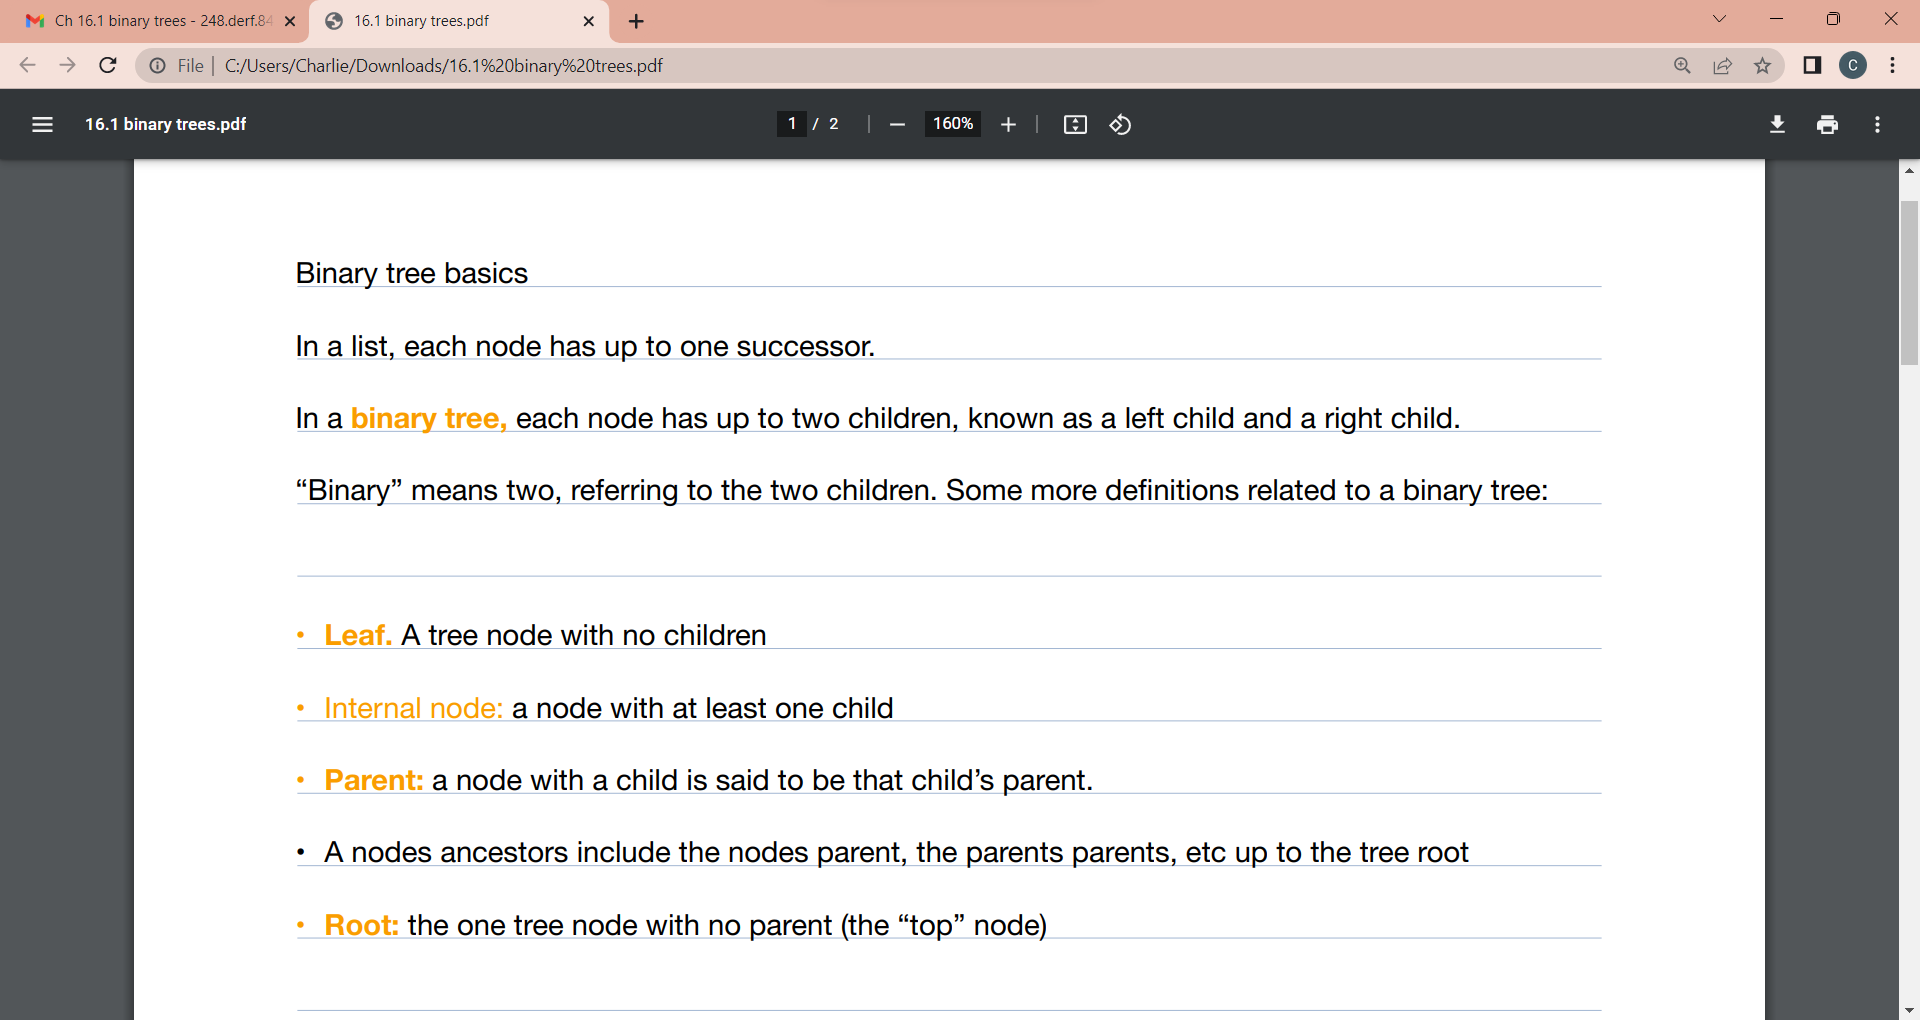 Ch 16.1 binary trees - 248.derf.84
16.1 binary trees.pdf
File | C:/Users/Charlie/Downloads/16.1%20binary%20trees.pdf
C
16.1 binary trees.pdf
1 / 2 | − 160% + |
Binary tree basics
In a list, each node has up to one successor.
In a binary tree, each node has up to two children, known as a left child and a right child.
“Binary” means two, referring to the two children. Some more definitions related to a binary tree:
• Leaf. A tree node with no children
• Internal node: a node with at least one child
• Parent: a node with a child is said to be that child’s parent.
• A nodes ancestors include the nodes parent, the parents parents, etc up to the tree root
• Root: the one tree node with no parent (the “top” node)